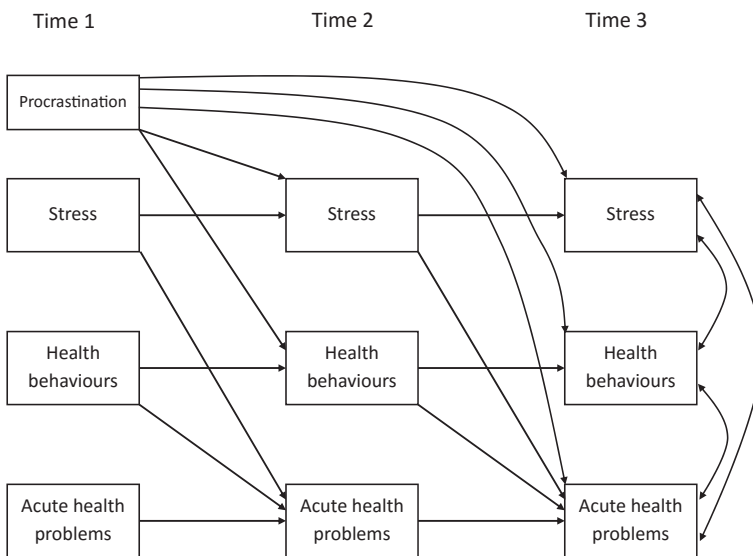 Time 1
Time 2
Time 3
Procrastination
Stress
Stress
Stress
Health
behaviours
Health
behaviours
Health
behaviours
Acute health
problems
Acute health
problems
Acute health
problems